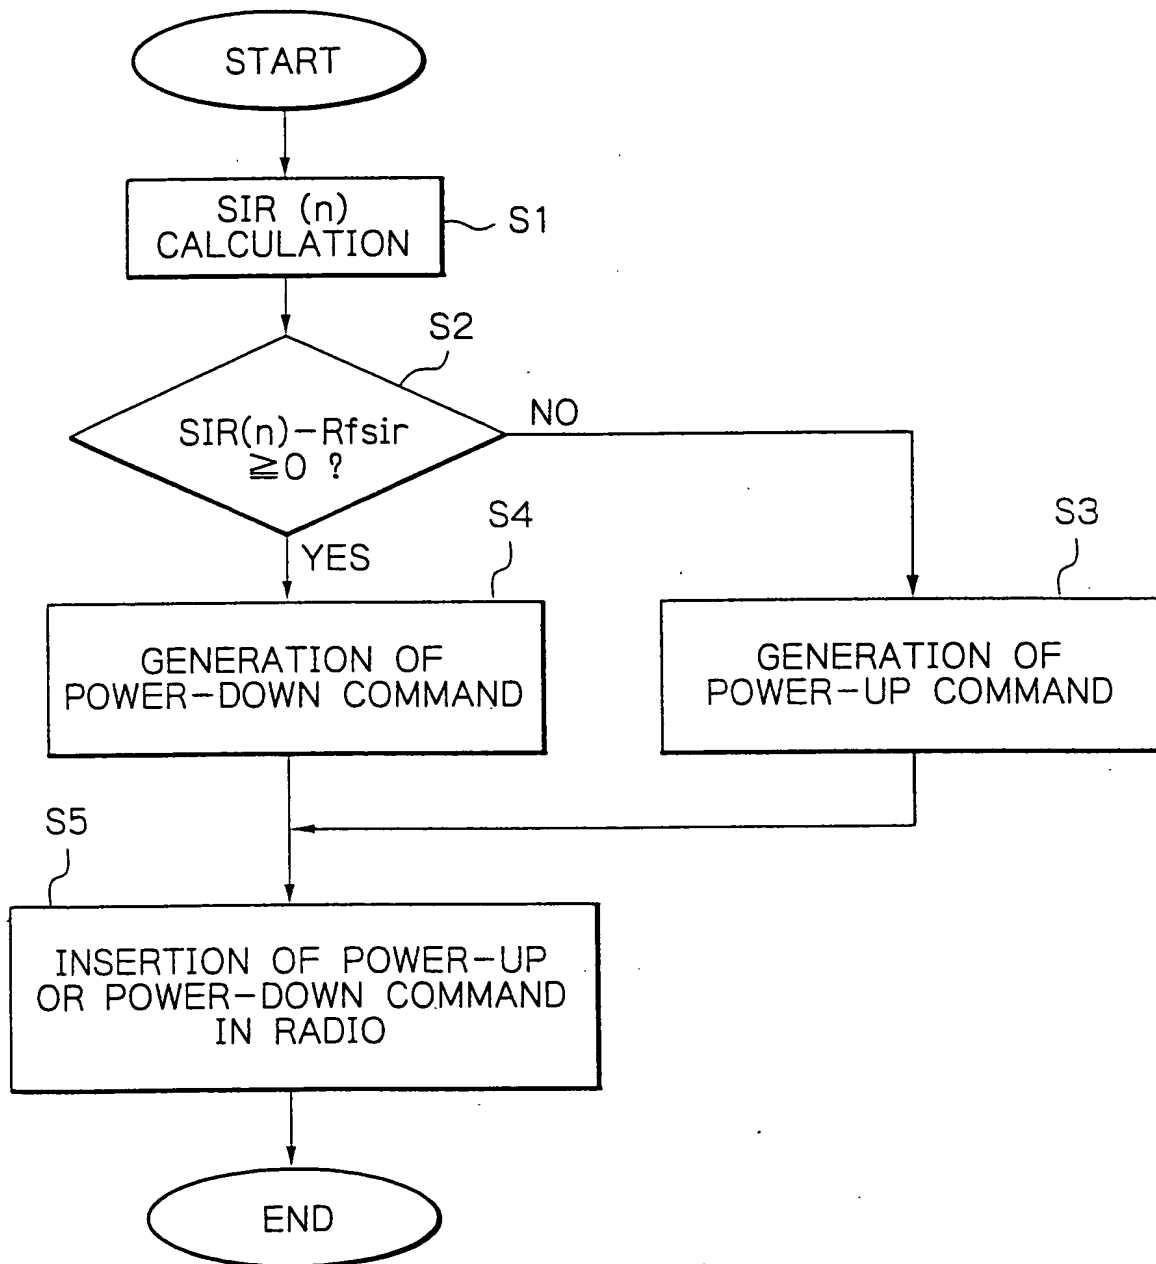 START
SIR (n)
CALCULATION
S1
S2
SIR(n)-Rfsir
≧0 ?
NO
YES
S4
S3
GENERATION OF
POWER-DOWN COMMAND
GENERATION OF
POWER-UP COMMAND
S5
INSERTION OF POWER-UP
OR POWER-DOWN COMMAND
IN RADIO
END